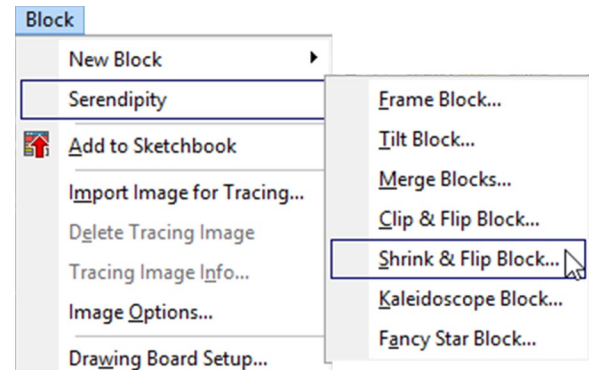 Block
New Block
Serendipity
Add to Sketchbook
Import Image for Tracing...
Delete Tracing Image
Tracing Image Info...
Image Options...
Drawing Board Setup...
Frame Block...
Tilt Block...
Merge Blocks...
Clip & Flip Block...
Shrink & Flip Block...
Kaleidoscope Block...
Fancy Star Block...